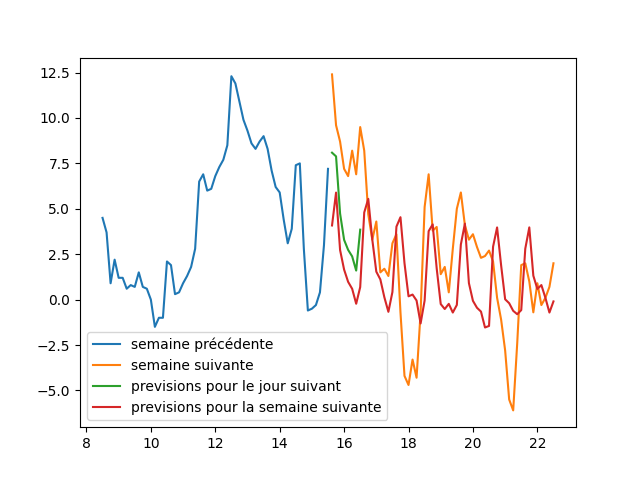 12.5
10.0
7.5
5.0
2.5
0.0
−2.5
−5.0
semaine précédente
semaine suivante
previsions pour le jour suivant
previsions pour la semaine suivante
8 10 12 14 16 18 20 22